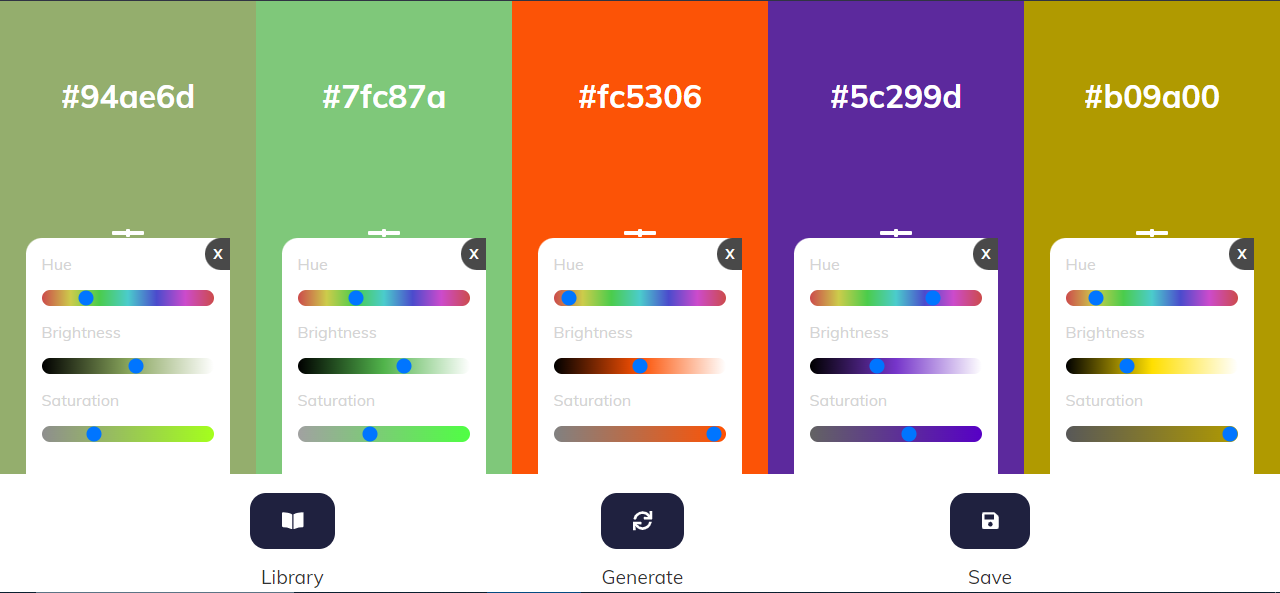 #94ae6d
#7fc87a
#fc5306
#5c299d
#b09a00
X
Hue
Brightness
Saturation
X
Hue
Brightness
Saturation
X
Hue
Brightness
Saturation
X
Hue
Brightness
Saturation
X
Hue
Brightness
Saturation
Library
Generate
Save